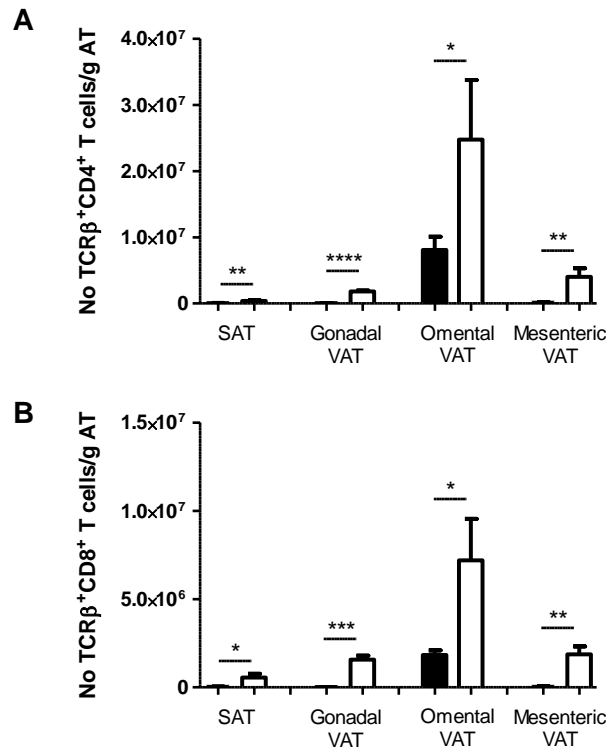 A
No TCRβ⁺CD4⁺ T cells/g AT
4.0×10⁷
3.0×10⁷
2.0×10⁷
1.0×10⁷
0
**
****
*
**
SAT
Gonadal
VAT
Omental
VAT
Mesenteric
VAT
B
No TCRβ⁺CD8⁺ T cells/g AT
1.5×10⁷
1.0×10⁷
5.0×10⁶
0
*
***
*
**
SAT
Gonadal
VAT
Omental
VAT
Mesenteric
VAT